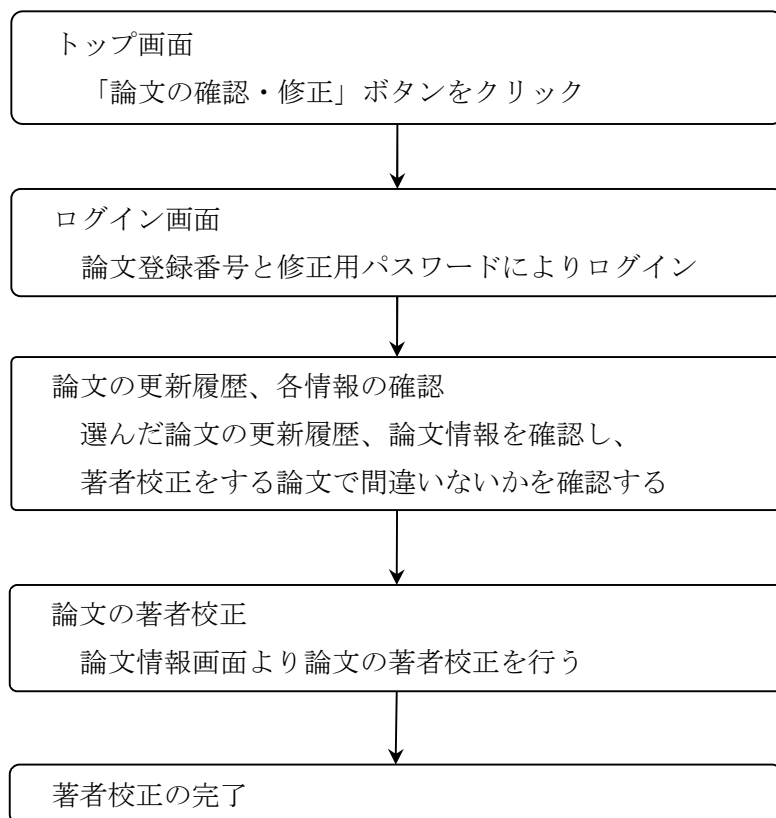 トップ画面
「論文の確認・修正」ボタンをクリック
ログイン画面
論文登録番号と修正用パスワードによりログイン
論文の更新履歴、各情報の確認
選んだ論文の更新履歴、論文情報を確認し、
著者校正をする論文で間違いないかを確認する
論文の著者校正
論文情報画面より論文の著者校正を行う
著者校正の完了